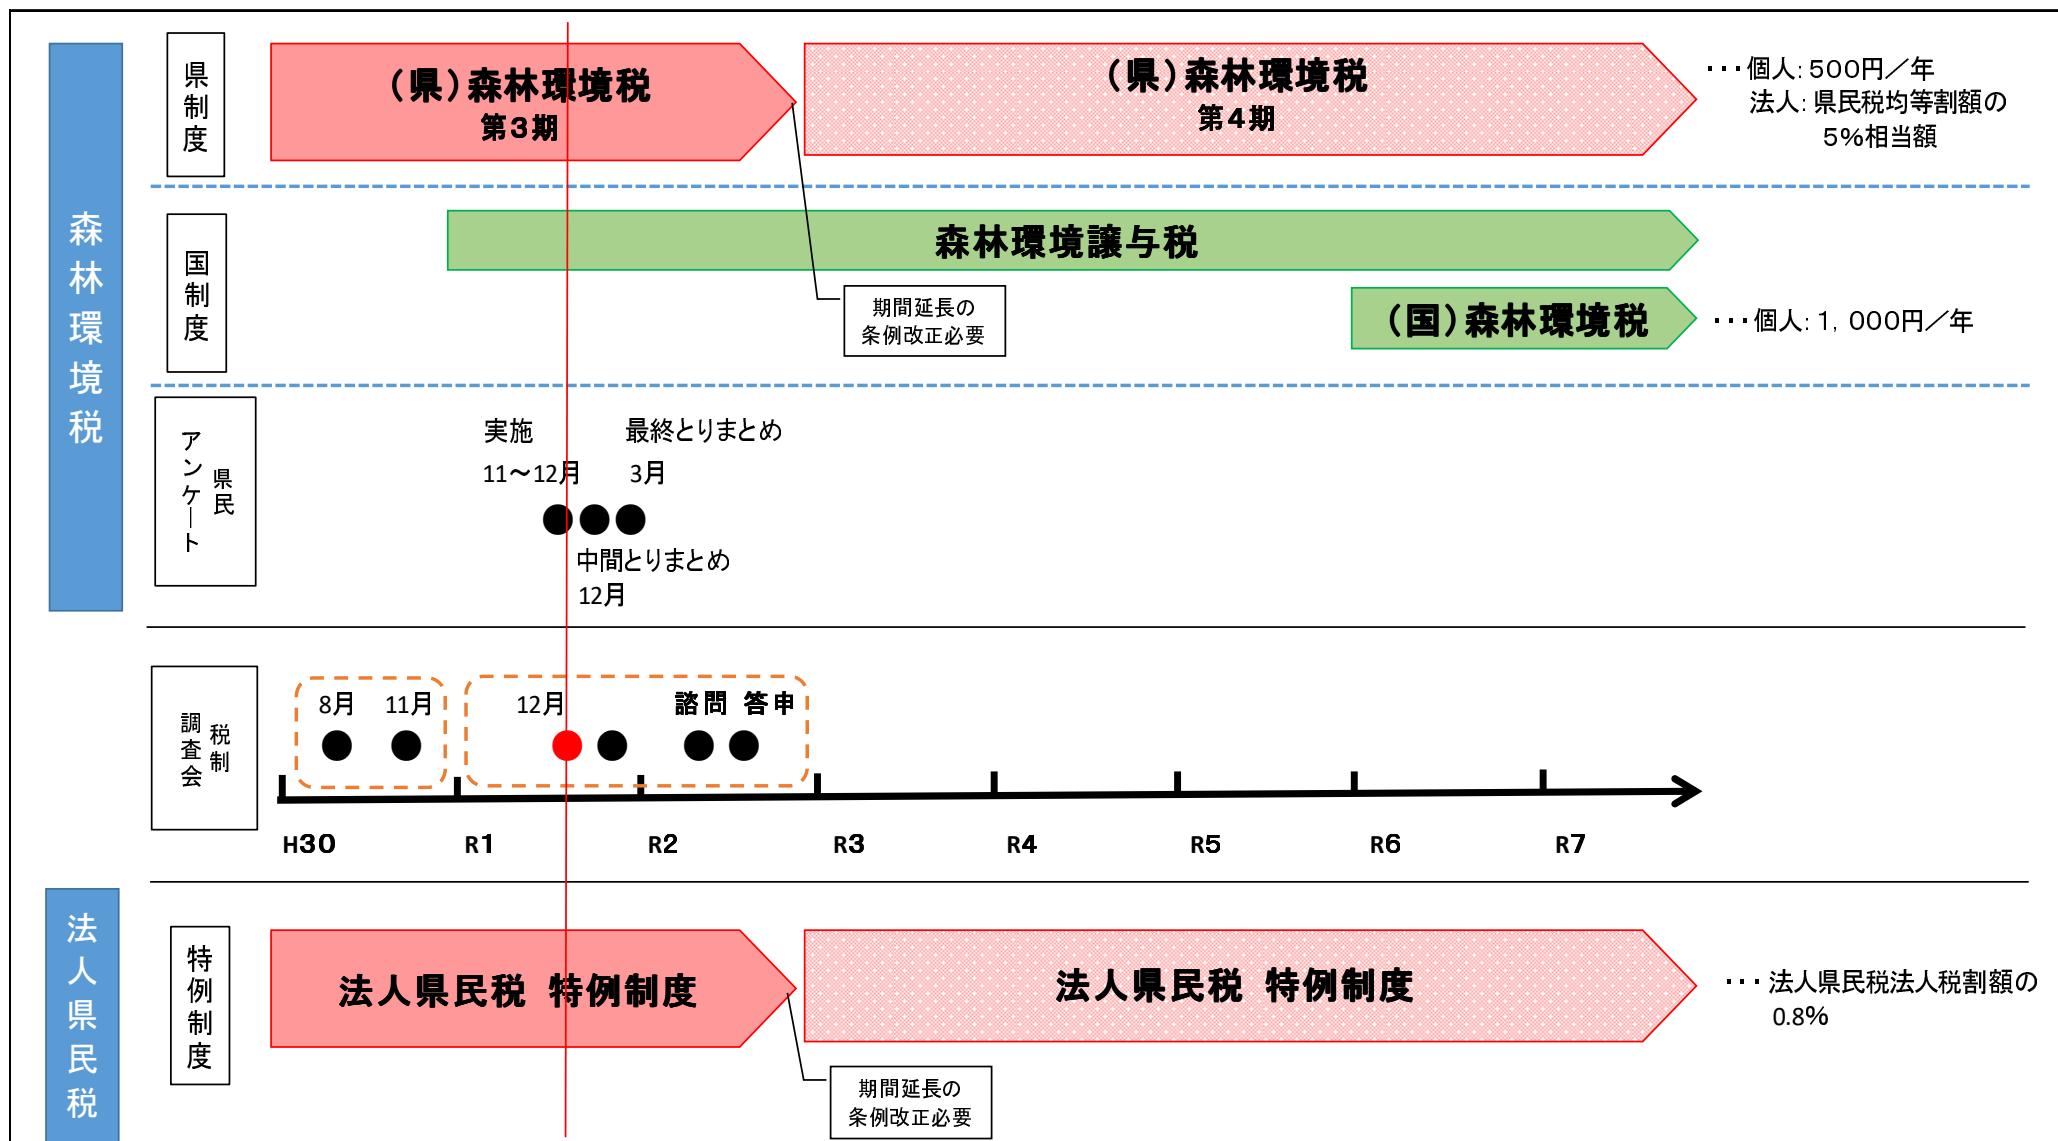 森林環境税
県制度
（県）森林環境税
第３期
（県）森林環境税
第４期
・・・個人：５００円／年
法人：県民税均等割額の
５％相当額
国制度
森林環境譲与税
（国）森林環境税
・・・個人：１，０００円／年
期間延長の
条例改正必要
県民
アンケート
実施
11～12月
最終とりまとめ
3月
中間とりまとめ
12月
税制
調査会
8月
11月
12月
諮問
答申
H30
R1
R2
R3
R4
R5
R6
R7
法人県民税
特例制度
法人県民税 特例制度
法人県民税 特例制度
・・・法人県民税法人税割額の
0.8%
期間延長の
条例改正必要